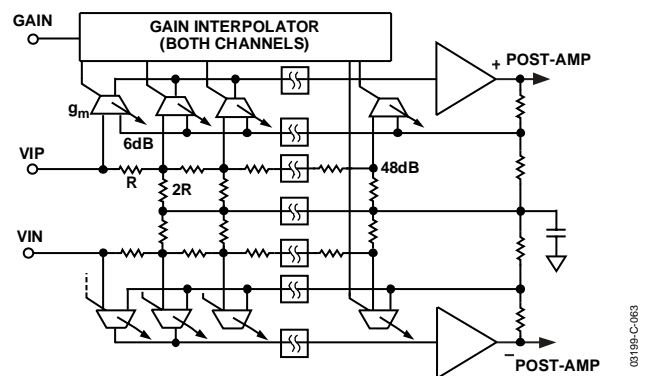 GAIN
GAIN INTERPOLATOR
(BOTH CHANNELS)
+ POST-AMP
gm
6dB
VIP
48dB
R
2R
VIN
– POST-AMP
03199-C-063